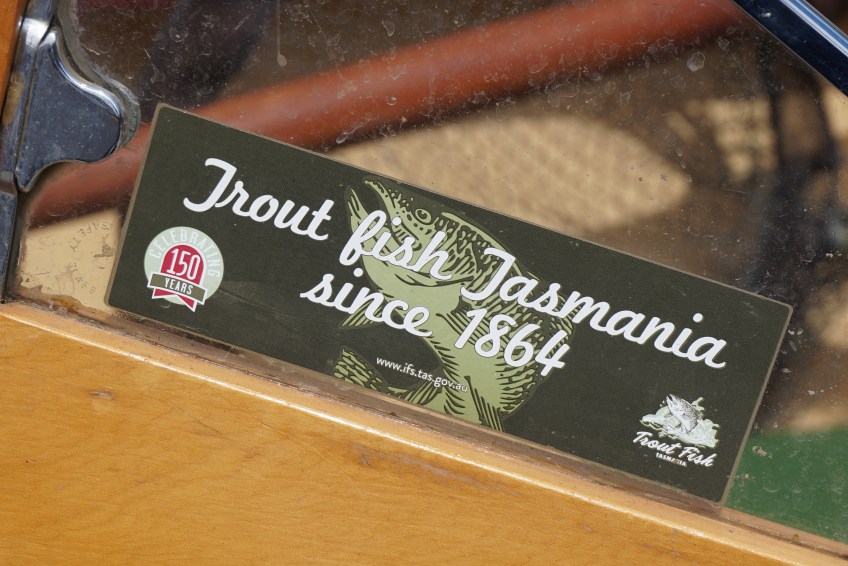 Trout fish Tasmania
since 1864
CELEBRATING
150
YEARS
www.ifs.tas.gov.au
Trout Fish
TASMANIA